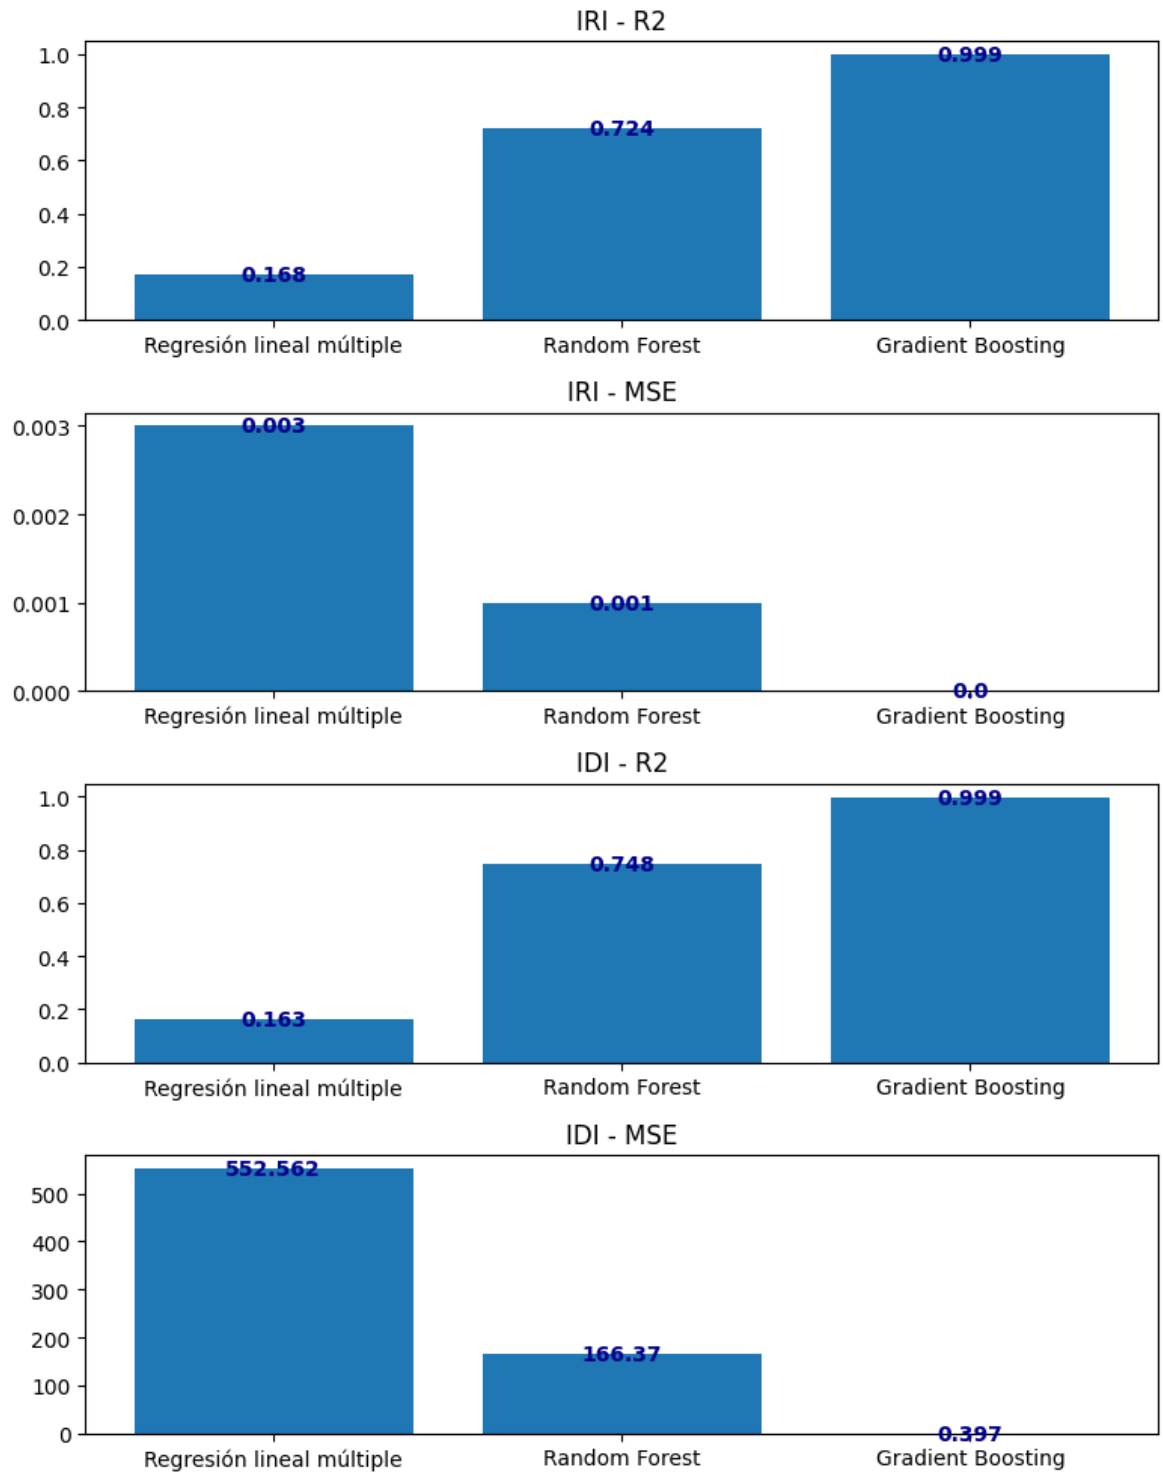 IRI - R2
1.0
0.8
0.6
0.4
0.2
0.0
0.168
0.724
0.999
Regresión lineal múltiple
Random Forest
Gradient Boosting
IRI - MSE
0.003
0.002
0.001
0.000
0.003
0.001
0.0
Regresión lineal múltiple
Random Forest
Gradient Boosting
IDI - R2
1.0
0.8
0.6
0.4
0.2
0.0
0.163
0.748
0.999
Regresión lineal múltiple
Random Forest
Gradient Boosting
IDI - MSE
500
400
300
200
100
0
552.562
166.37
0.397
Regresión lineal múltiple
Random Forest
Gradient Boosting